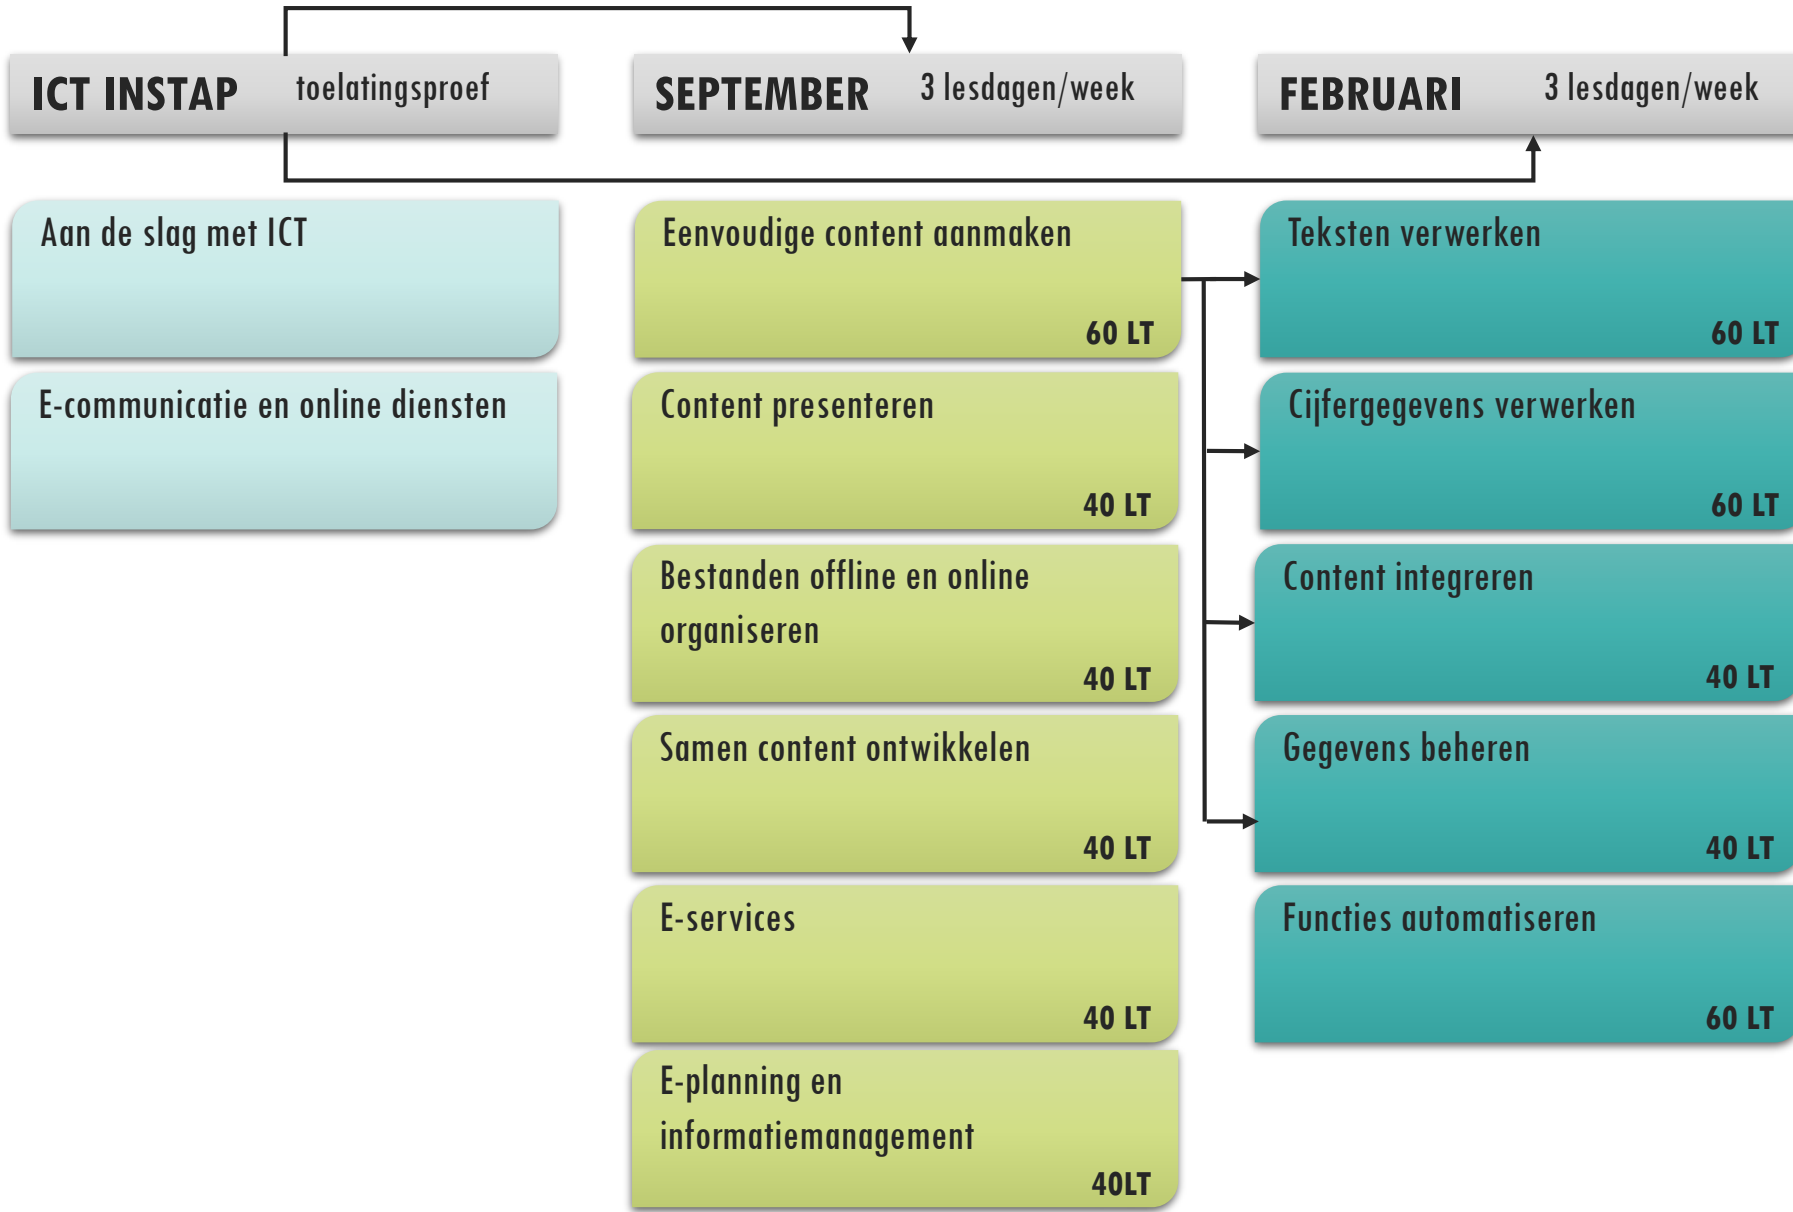 ICT INSTAP toelatingsproef
SEPTEMBER 3 lesdagen/week
FEBRUARI 3 lesdagen/week
Aan de slag met ICT
E-communicatie en online diensten
Eenvoudige content aanmaken
60 LT
Content presenteren
40 LT
Bestanden offline en online
organiseren
40 LT
Samen content ontwikkelen
40 LT
E-services
40 LT
E-planning en
informatiemanagement
40LT
Teksten verwerken
60 LT
Cijfergegevens verwerken
60 LT
Content integreren
40 LT
Gegevens beheren
40 LT
Functies automatiseren
60 LT